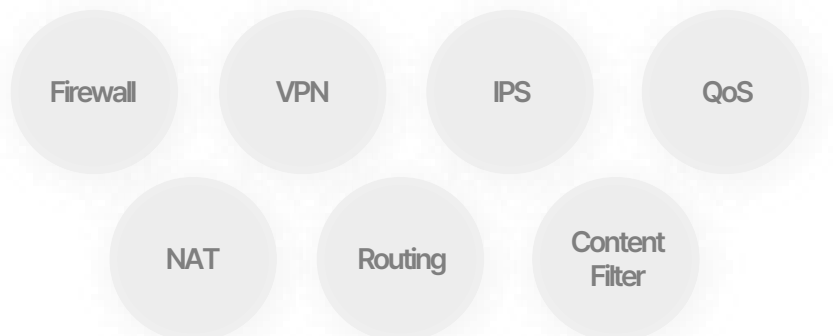 Firewall
VPN
IPS
QoS
NAT
Routing
Content
Filter